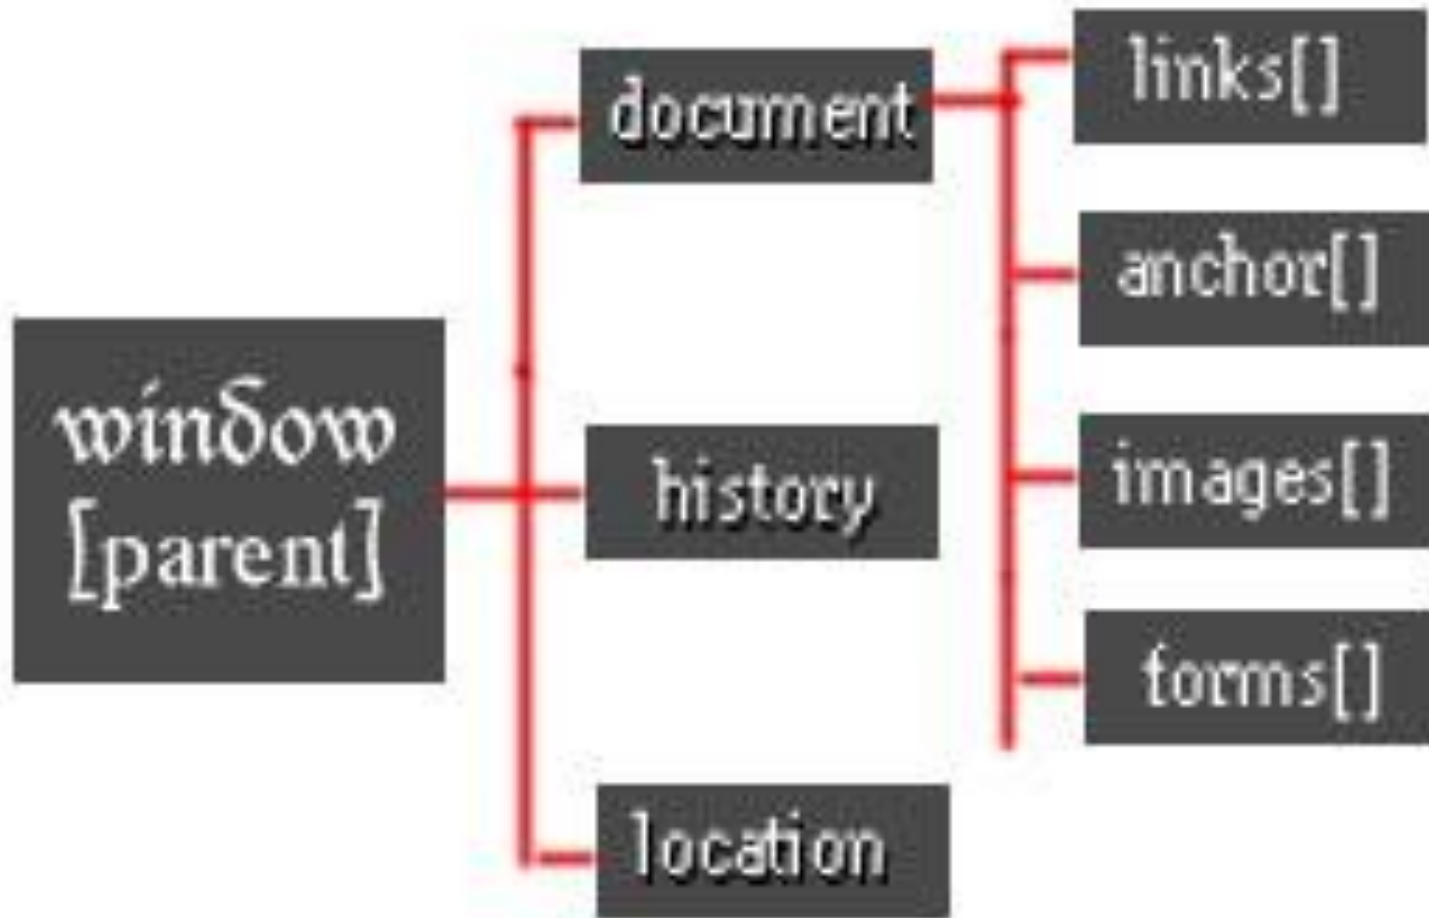 window
[parent]
document
history
location
links[]
anchor[]
images[]
forms[]